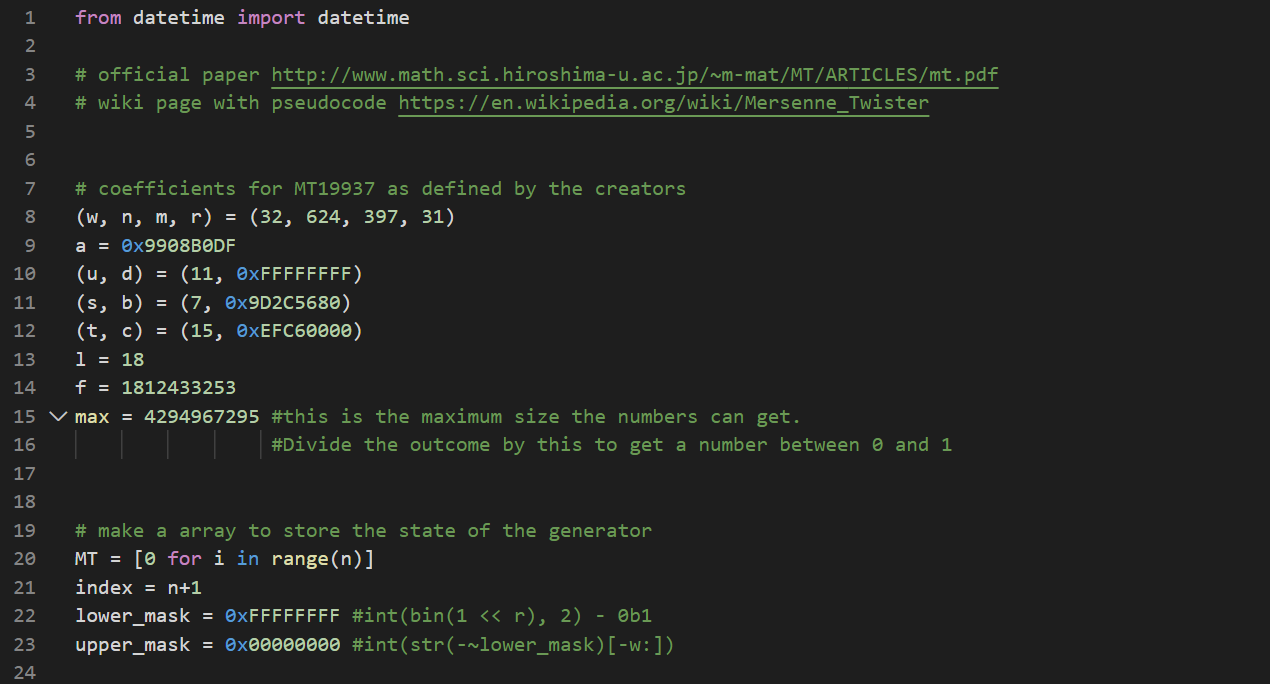 1 from datetime import datetime
2
3 # official paper http://www.math.sci.hiroshima-u.ac.jp/~m-mat/MT/ARTICLES/mt.pdf
4 # wiki page with pseudocode https://en.wikipedia.org/wiki/Mersenne_Twister
5
6
7 # coefficients for MT19937 as defined by the creators
8 (w, n, m, r) = (32, 624, 397, 31)
9 a = 0x9908B0DF
10 (u, d) = (11, 0xFFFFFFFF)
11 (s, b) = (7, 0x9D2C5680)
12 (t, c) = (15, 0xEFC60000)
13 l = 18
14 f = 1812433253
15 max = 4294967295 #this is the maximum size the numbers can get.
16 #Divide the outcome by this to get a number between 0 and 1
17
18
19 # make a array to store the state of the generator
20 MT = [0 for i in range(n)]
21 index = n+1
22 lower_mask = 0xFFFFFFFF #int(bin(1 << r), 2) - 0b1
23 upper_mask = 0x00000000 #int(str(-~lower_mask)[-w:])
24